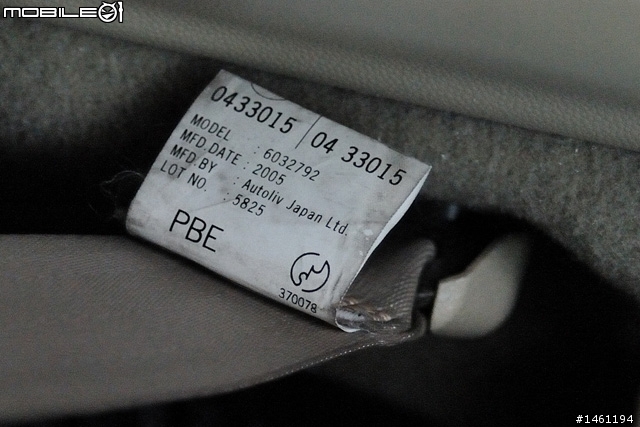 MOBILE01
0433015 | 04 33015
MODEL : 6032792
MFD.DATE : 2005
MFD.BY : Autoliv Japan Ltd.
LOT NO. : 5825
PBE
370078
#1461194